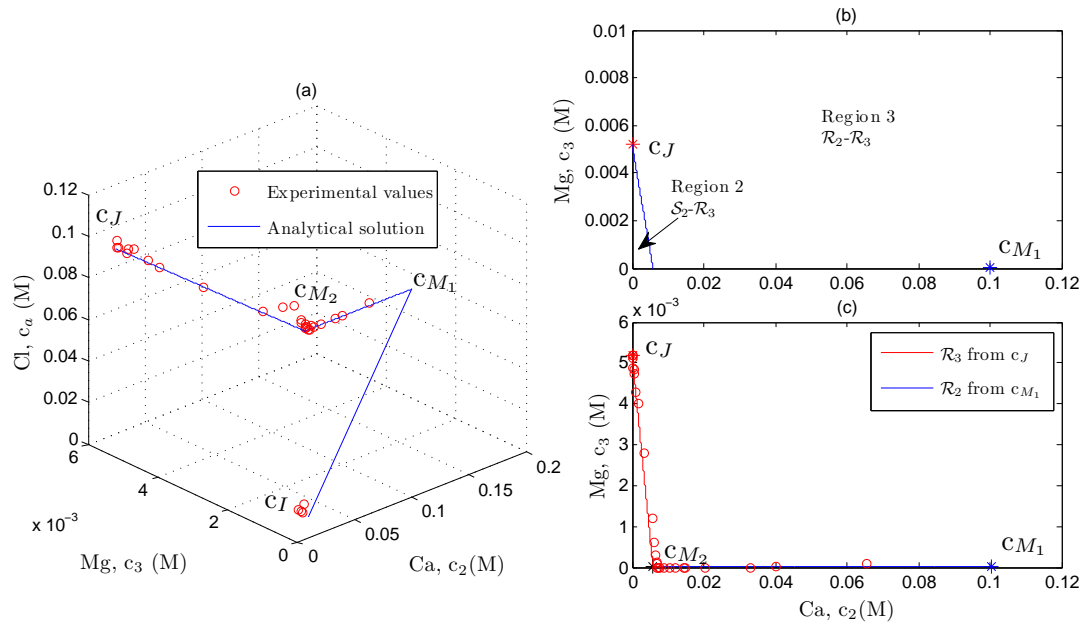 (a)
Experimental values
Analytical solution
c_J
c_{M_2}
c_{M_1}
c_I
Cl, c_a (M)
0.12
0.1
0.08
0.06
0.04
0.02
0
6
4
2
0
x 10^{-3}
Mg, c_3 (M)
0
0.05
0.1
0.15
0.2
Ca, c_2(M)
(b)
0.01
0.008
0.006
0.004
0.002
0
Mg, c_3 (M)
c_J
Region 3
R_2-R_3
Region 2
S_2-R_3
c_{M_1}
0
0.02
0.04
0.06
0.08
0.1
0.12
(c)
x 10^{-3}
6
5
4
3
2
1
0
Mg, c_3 (M)
c_J
R_3 from c_J
R_2 from c_{M_1}
c_{M_2}
c_{M_1}
0
0.02
0.04
0.06
0.08
0.1
0.12
Ca, c_2(M)